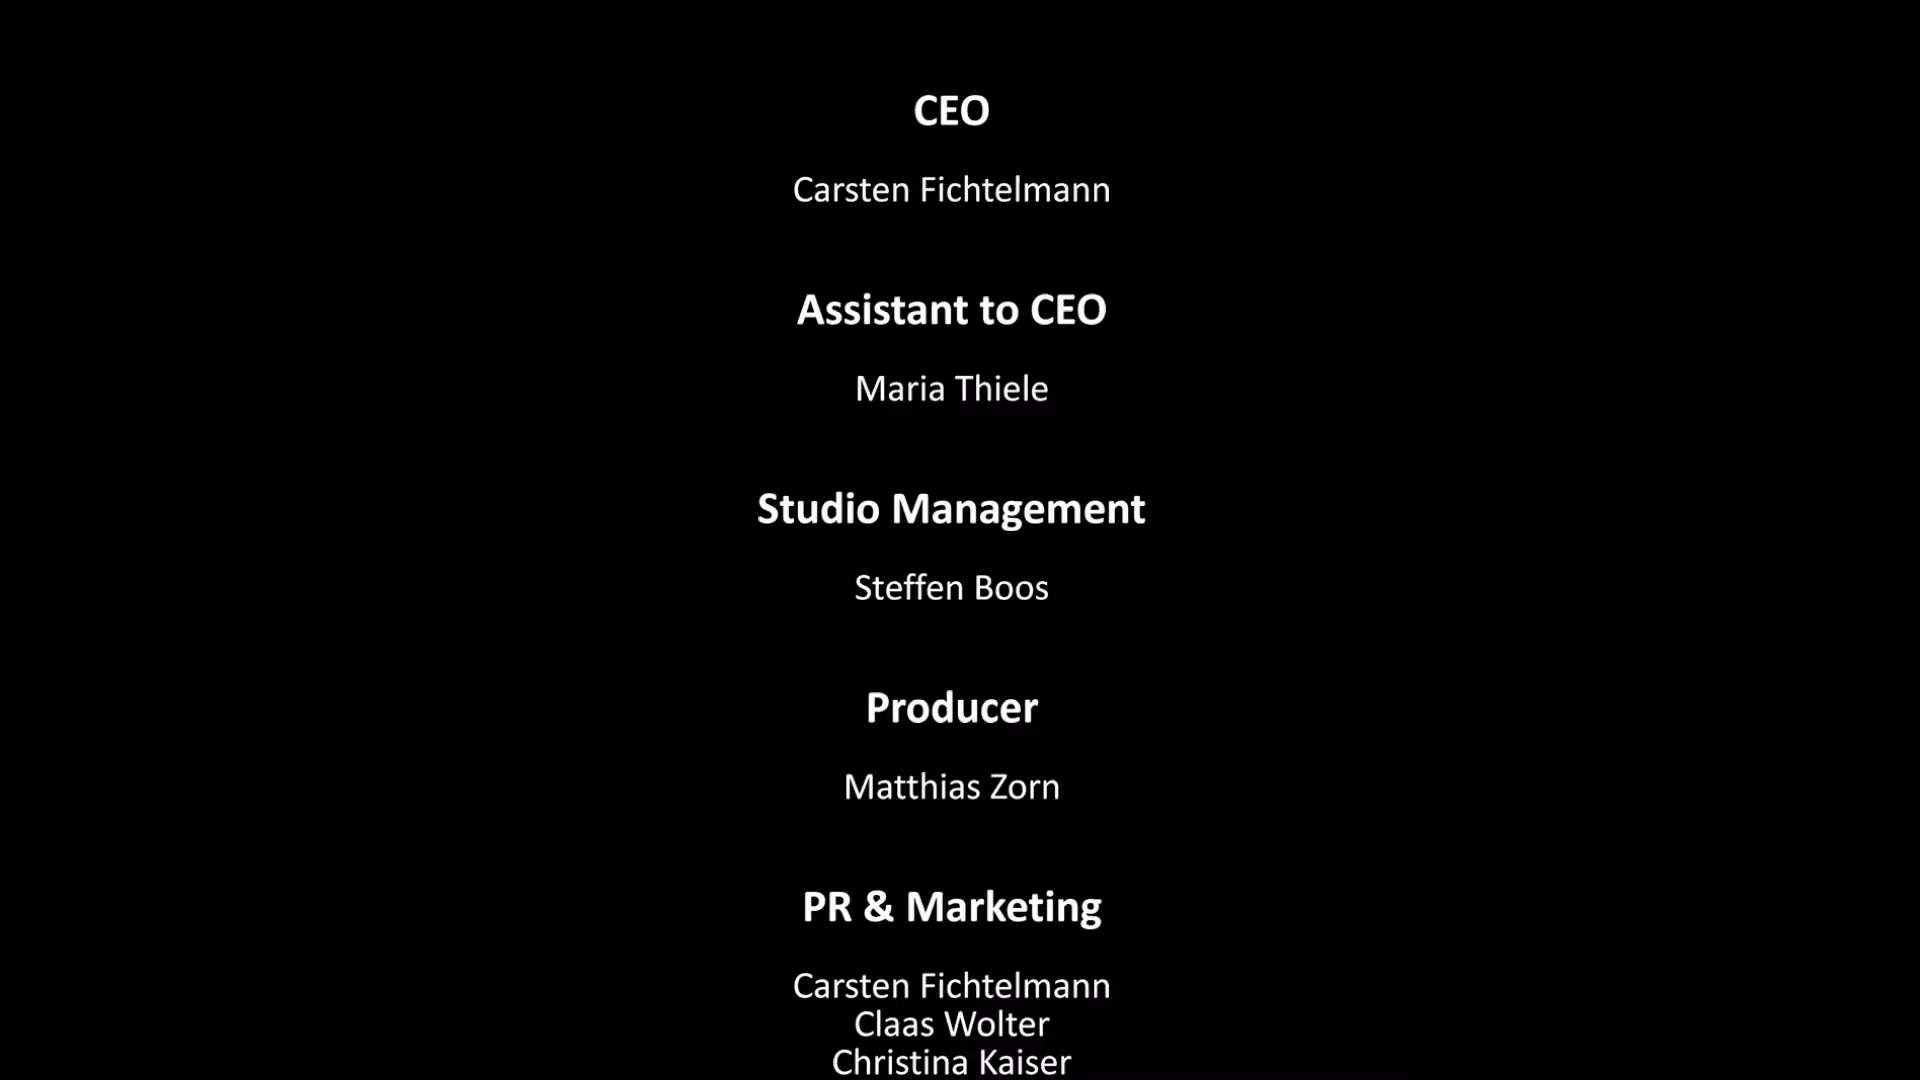 CEO
Carsten Fichtelmann
Assistant to CEO
Maria Thiele
Studio Management
Steffen Boos
Producer
Matthias Zorn
PR & Marketing
Carsten Fichtelmann
Claas Wolter
Christina Kaiser